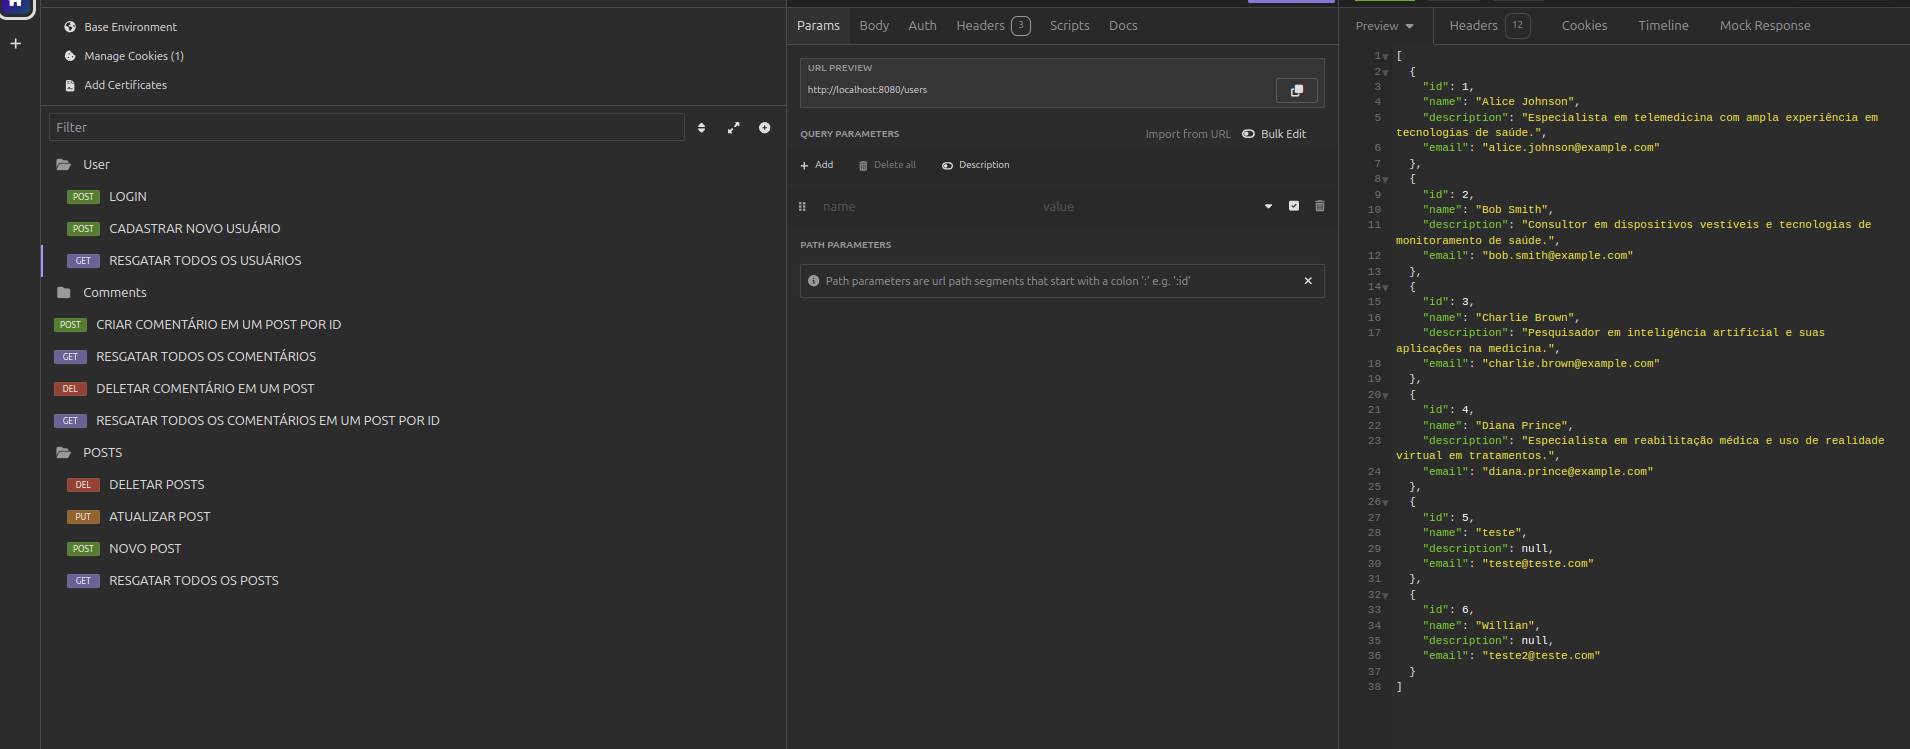 Base Environment
Manage Cookies (1)
Add Certificates
Filter
User
POST LOGIN
POST CADASTRAR NOVO USUÁRIO
GET RESGATAR TODOS OS USUÁRIOS
Comments
POST CRIAR COMENTÁRIO EM UM POST POR ID
GET RESGATAR TODOS OS COMENTÁRIOS
DEL DELETAR COMENTÁRIO EM UM POST
GET RESGATAR TODOS OS COMENTÁRIOS EM UM POST POR ID
POSTS
DEL DELETAR POSTS
PUT ATUALIZAR POST
POST NOVO POST
GET RESGATAR TODOS OS POSTS
Params Body Auth Headers 3 Scripts Docs
URL PREVIEW
http://localhost:8080/users
QUERY PARAMETERS Import from URL Bulk Edit
+ Add Delete all Description
name value
PATH PARAMETERS
Path parameters are url path segments that start with a colon ':' e.g. ':id'
Preview Headers 12 Cookies Timeline Mock Response
1 [
2 {
3 "id": 1,
4 "name": "Alice Johnson",
5 "description": "Especialista em telemedicina com ampla experiência em
tecnologias de saúde.",
6 "email": "alice.johnson@example.com"
7 },
8 {
9 "id": 2,
10 "name": "Bob Smith",
11 "description": "Consultor em dispositivos vestíveis e tecnologias de
monitoramento de saúde.",
12 "email": "bob.smith@example.com"
13 },
14 {
15 "id": 3,
16 "name": "Charlie Brown",
17 "description": "Pesquisador em inteligência artificial e suas
aplicações na medicina.",
18 "email": "charlie.brown@example.com"
19 },
20 {
21 "id": 4,
22 "name": "Diana Prince",
23 "description": "Especialista em reabilitação médica e uso de realidade
virtual em tratamentos.",
24 "email": "diana.prince@example.com"
25 },
26 {
27 "id": 5,
28 "name": "teste",
29 "description": null,
30 "email": "teste@teste.com"
31 },
32 {
33 "id": 6,
34 "name": "Willian",
35 "description": null,
36 "email": "teste2@teste.com"
37 }
38 ]